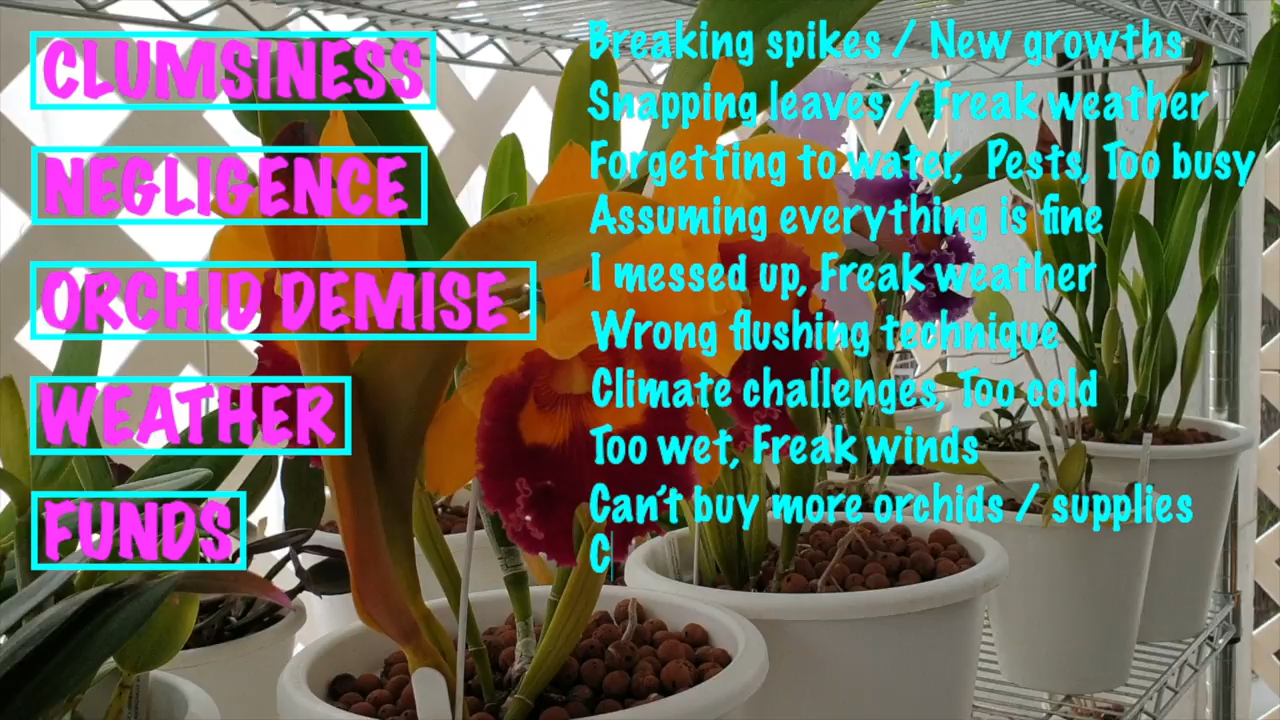 CLUMSINESS
Breaking spikes / New growths
Snapping leaves / Freak weather
NEGLIGENCE
Forgetting to water, Pests, Too busy
Assuming everything is fine
ORCHID DEMISE
I messed up, Freak weather
Wrong flushing technique
WEATHER
Climate challenges, Too cold
Too wet, Freak winds
FUNDS
Can't buy more orchids / supplies
C